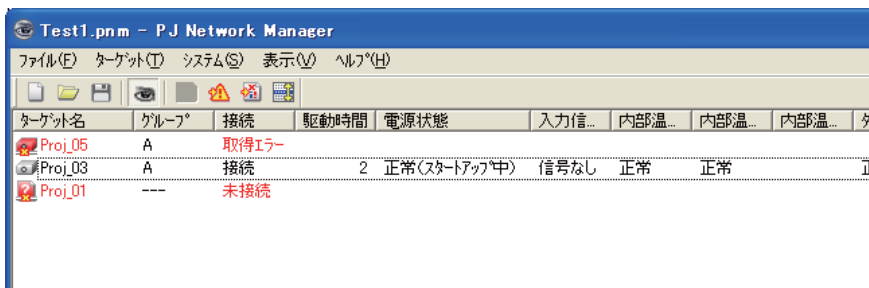 Test1.pnm - PJ Network Manager
ファイル(F) ターゲット(T) システム(S) 表示(V) ヘルプ(H)
ターゲット名 グループ 接続 駆動時間 電源状態 入力信... 内部温... 内部温... 内部温...
Proj_05 A 取得エラー
Proj_03 A 接続 2 正常(スタートアップ中) 信号なし 正常 正常
Proj_01 --- 未接続